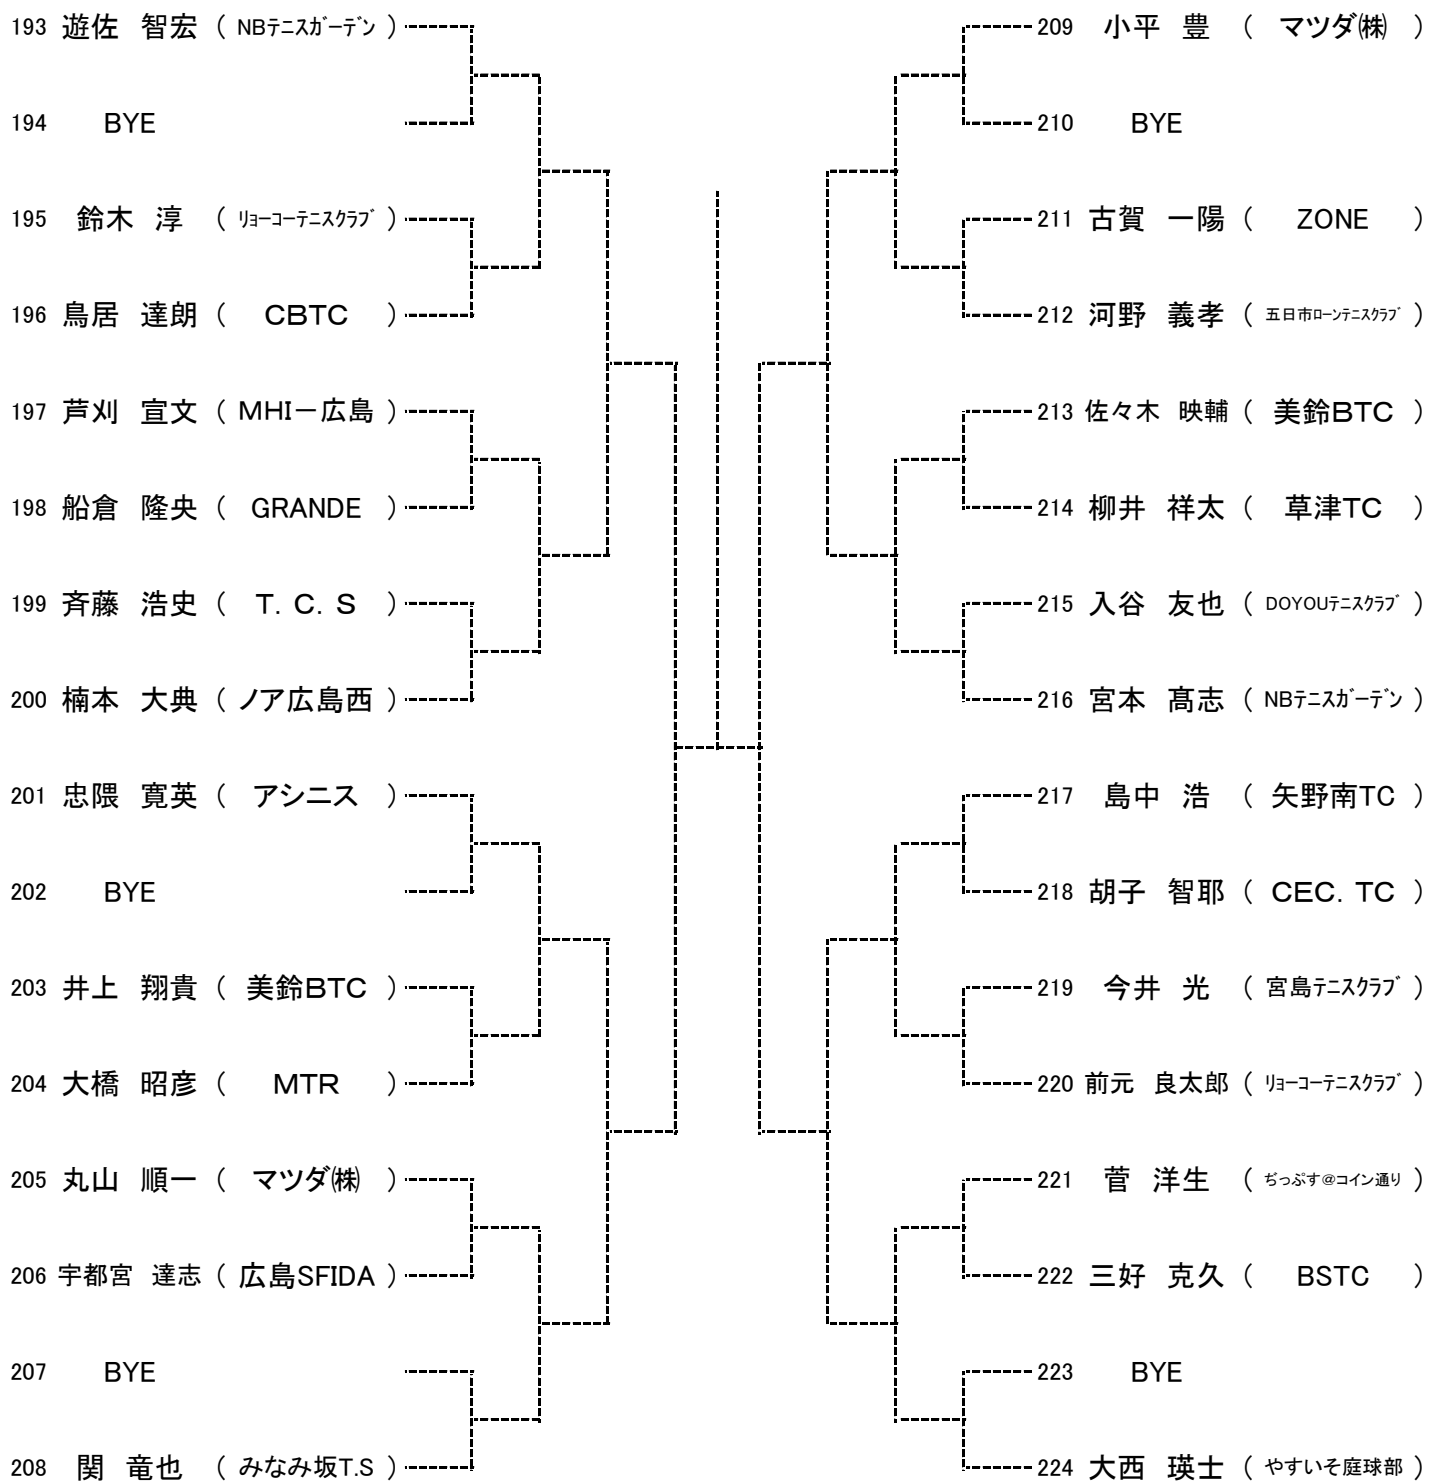 193 遊佐 智宏 ( NBﾃﾆｽｶﾞｰﾃﾞﾝ )
194 BYE
195 鈴木 淳 ( ﾘｮｰｺｰﾃﾆｽｸﾗﾌﾞ )
196 鳥居 達朗 ( CBTC )
197 芦刈 宣文 ( MHI－広島 )
198 船倉 隆央 ( GRANDE )
199 斉藤 浩史 ( T. C. S )
200 楠本 大典 ( ノア広島西 )
201 忠隈 寛英 ( アシニス )
202 BYE
203 井上 翔貴 ( 美鈴BTC )
204 大橋 昭彦 ( MTR )
205 丸山 順一 ( マツダ㈱ )
206 宇都宮 達志 ( 広島SFIDA )
207 BYE
208 関 竜也 ( みなみ坂T.S )
209 小平 豊 ( マツダ㈱ )
210 BYE
211 古賀 一陽 ( ZONE )
212 河野 義孝 ( 五日市ﾛｰﾝﾃﾆｽｸﾗﾌﾞ )
213 佐々木 映輔 ( 美鈴BTC )
214 柳井 祥太 ( 草津TC )
215 入谷 友也 ( DOYOUﾃﾆｽｸﾗﾌﾞ )
216 宮本 髙志 ( NBﾃﾆｽｶﾞｰﾃﾞﾝ )
217 島中 浩 ( 矢野南TC )
218 胡子 智耶 ( CEC. TC )
219 今井 光 ( 宮島ﾃﾆｽｸﾗﾌﾞ )
220 前元 良太郎 ( ﾘｮｰｺｰﾃﾆｽｸﾗﾌﾞ )
221 菅 洋生 ( ぢっぷす@コイン通り )
222 三好 克久 ( BSTC )
223 BYE
224 大西 瑛士 ( やすいそ庭球部 )